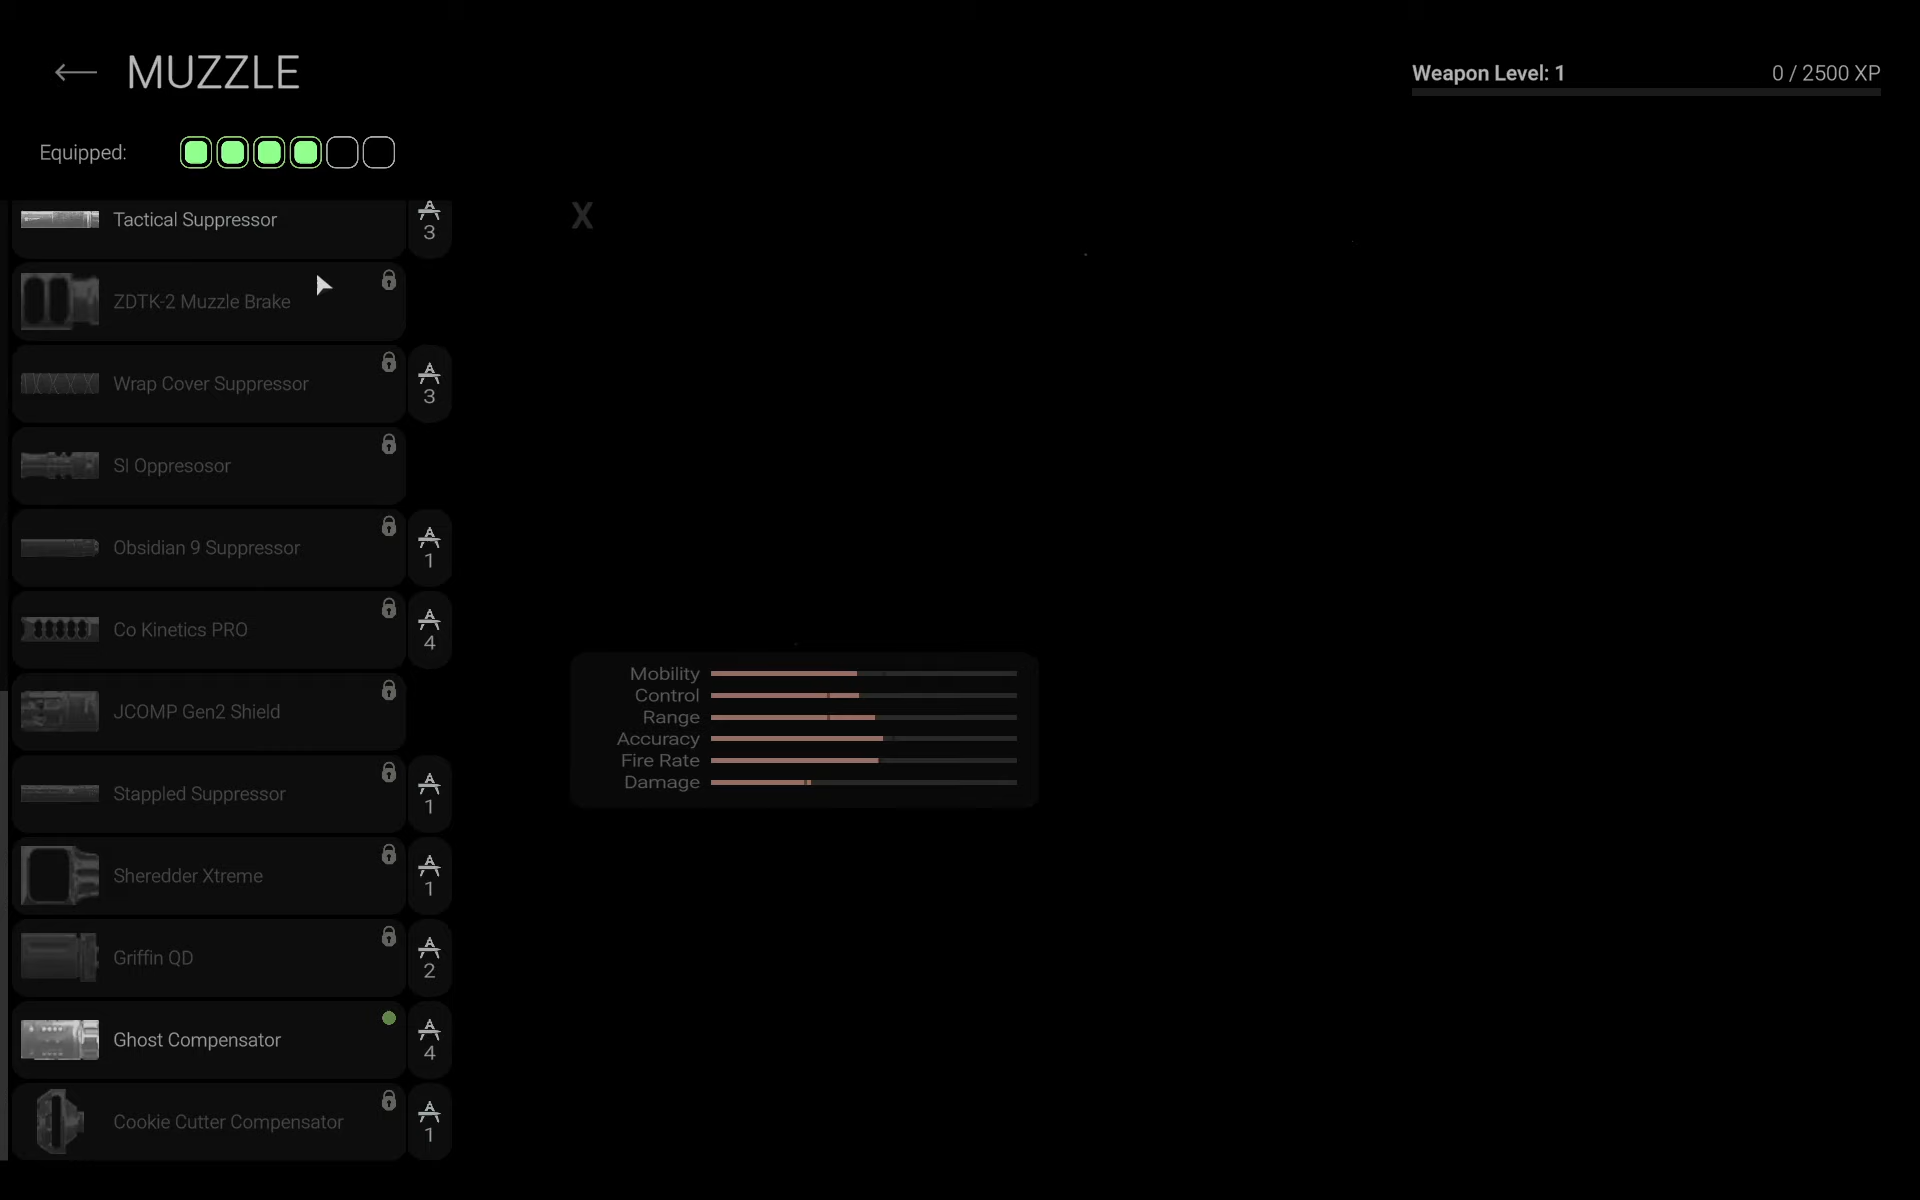 MUZZLE
Weapon Level: 1
0 / 2500 XP
Equipped:
Tactical Suppressor
3
X
ZDTK-2 Muzzle Brake
Wrap Cover Suppressor
3
SI Oppresosor
Obsidian 9 Suppressor
1
Co Kinetics PRO
4
JCOMP Gen2 Shield
Stappled Suppressor
1
Sheredder Xtreme
1
Griffin QD
2
Ghost Compensator
4
Cookie Cutter Compensator
1
Mobility
Control
Range
Accuracy
Fire Rate
Damage